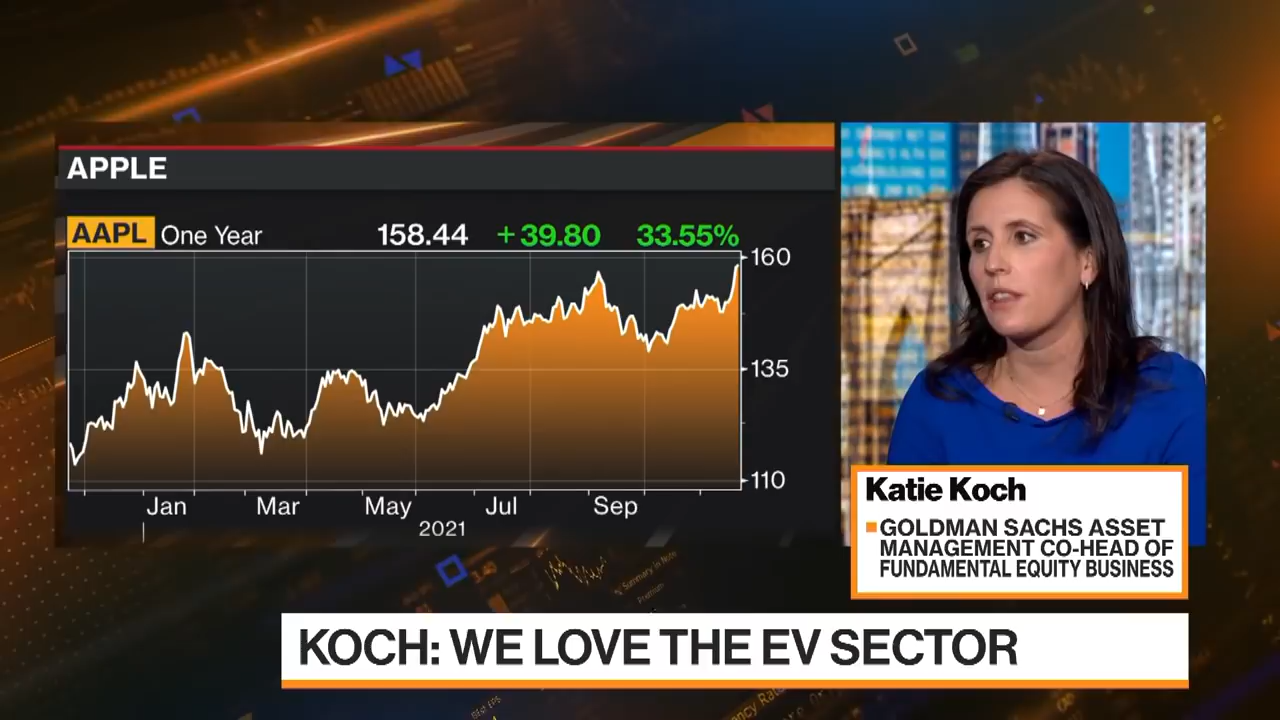 APPLE
AAPL One Year 158.44 +39.80 33.55%
160
135
110
Jan Mar May Jul Sep
2021
Katie Koch
GOLDMAN SACHS ASSET
MANAGEMENT CO-HEAD OF
FUNDAMENTAL EQUITY BUSINESS
KOCH: WE LOVE THE EV SECTOR